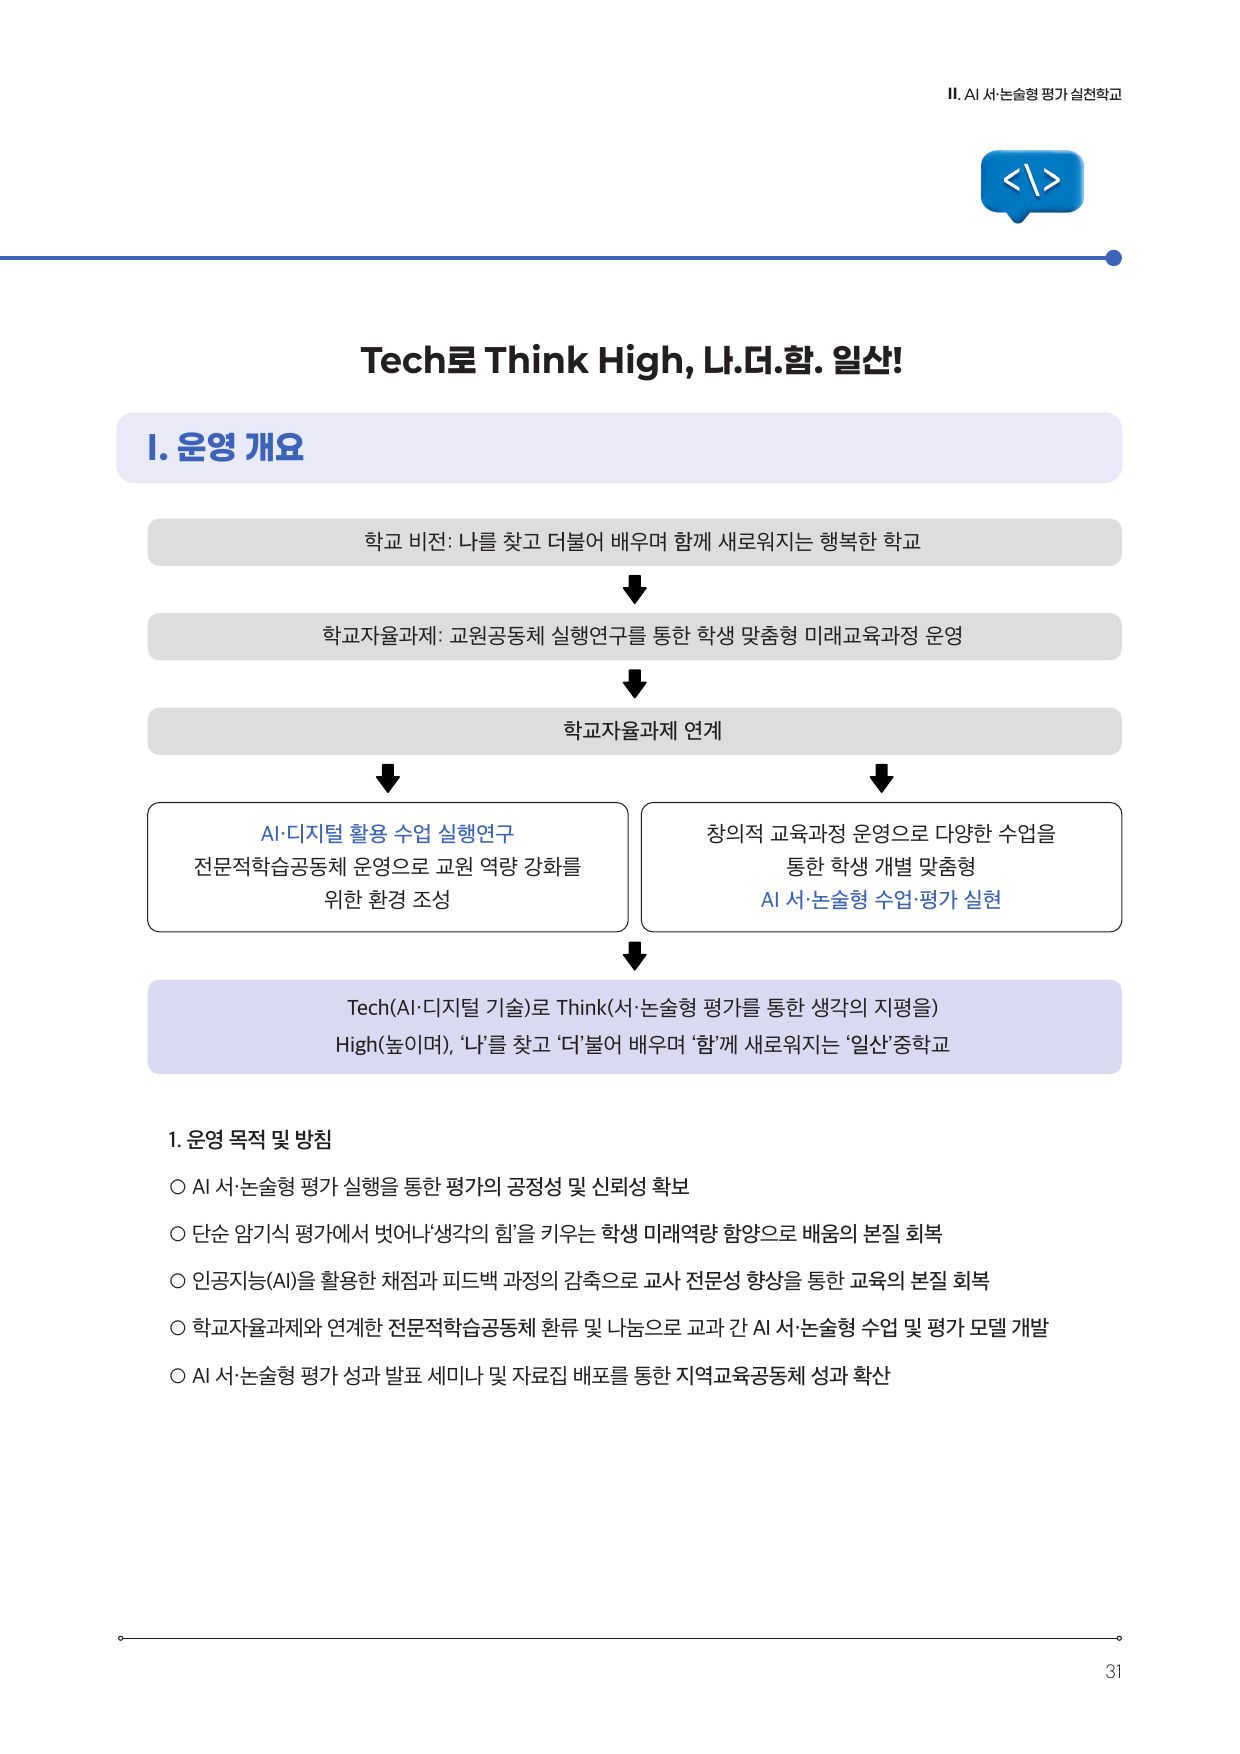 II. AI 서·논술형 평가 실천학교
<\>
Tech로 Think High, 나.더.함. 일산!
I. 운영 개요
학교 비전: 나를 찾고 더불어 배우며 함께 새로워지는 행복한 학교
학교자율과제: 교원공동체 실행연구를 통한 학생 맞춤형 미래교육과정 운영
학교자율과제 연계
AI·디지털 활용 수업 실행연구
전문적학습공동체 운영으로 교원 역량 강화를
위한 환경 조성
창의적 교육과정 운영으로 다양한 수업을
통한 학생 개별 맞춤형
AI 서·논술형 수업·평가 실현
Tech(AI·디지털 기술)로 Think(서·논술형 평가를 통한 생각의 지평을)
High(높이며), ‘나’를 찾고 ‘더’불어 배우며 ‘함’께 새로워지는 ‘일산’중학교
1. 운영 목적 및 방침
○ AI 서·논술형 평가 실행을 통한 평가의 공정성 및 신뢰성 확보
○ 단순 암기식 평가에서 벗어나‘생각의 힘’을 키우는 학생 미래역량 함양으로 배움의 본질 회복
○ 인공지능(AI)을 활용한 채점과 피드백 과정의 감축으로 교사 전문성 향상을 통한 교육의 본질 회복
○ 학교자율과제와 연계한 전문적학습공동체 환류 및 나눔으로 교과 간 AI 서·논술형 수업 및 평가 모델 개발
○ AI 서·논술형 평가 성과 발표 세미나 및 자료집 배포를 통한 지역교육공동체 성과 확산
31